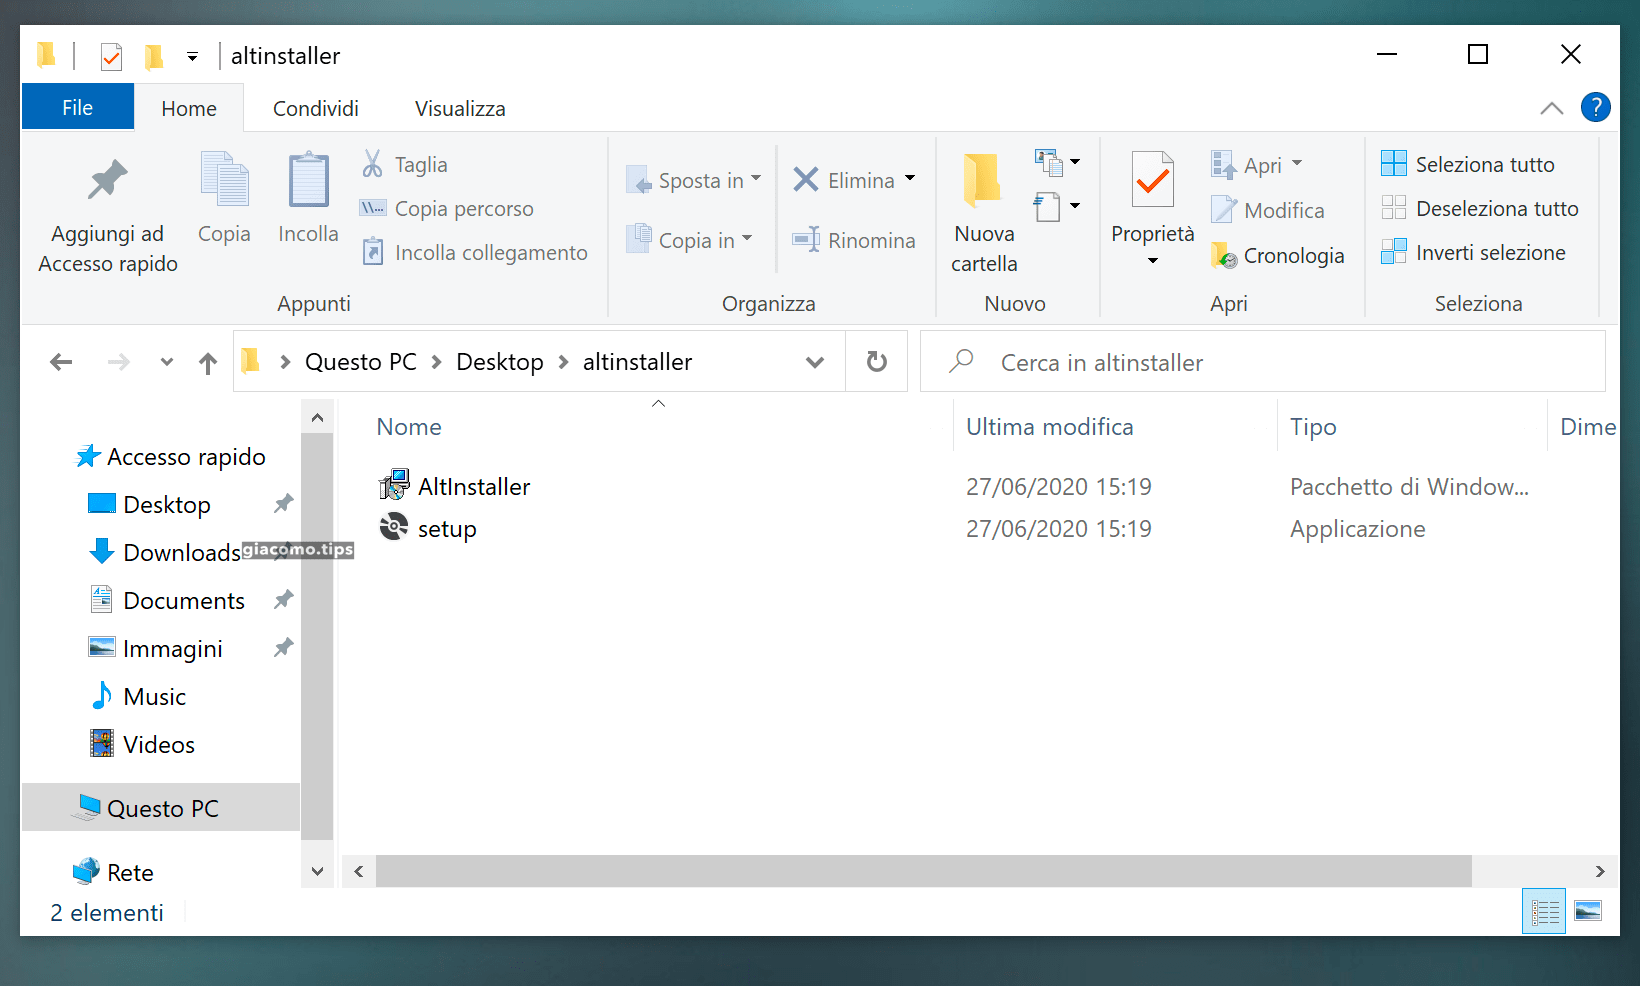 altinstaller
File Home Condividi Visualizza
?
Aggiungi ad
Accesso rapido
Copia
Incolla
Taglia
Copia percorso
Incolla collegamento
Appunti
Sposta in
Copia in
Elimina
Rinomina
Organizza
Nuova
cartella
Nuovo
Proprietà
Apri
Modifica
Cronologia
Apri
Seleziona tutto
Deseleziona tutto
Inverti selezione
Seleziona
Questo PC Desktop altinstaller
Cerca in altinstaller
Accesso rapido
Desktop
Downloads
Documents
Immagini
Music
Videos
Questo PC
Rete
giacomo.tips
Nome Ultima modifica Tipo Dime
AltInstaller 27/06/2020 15:19 Pacchetto di Window...
setup 27/06/2020 15:19 Applicazione
2 elementi